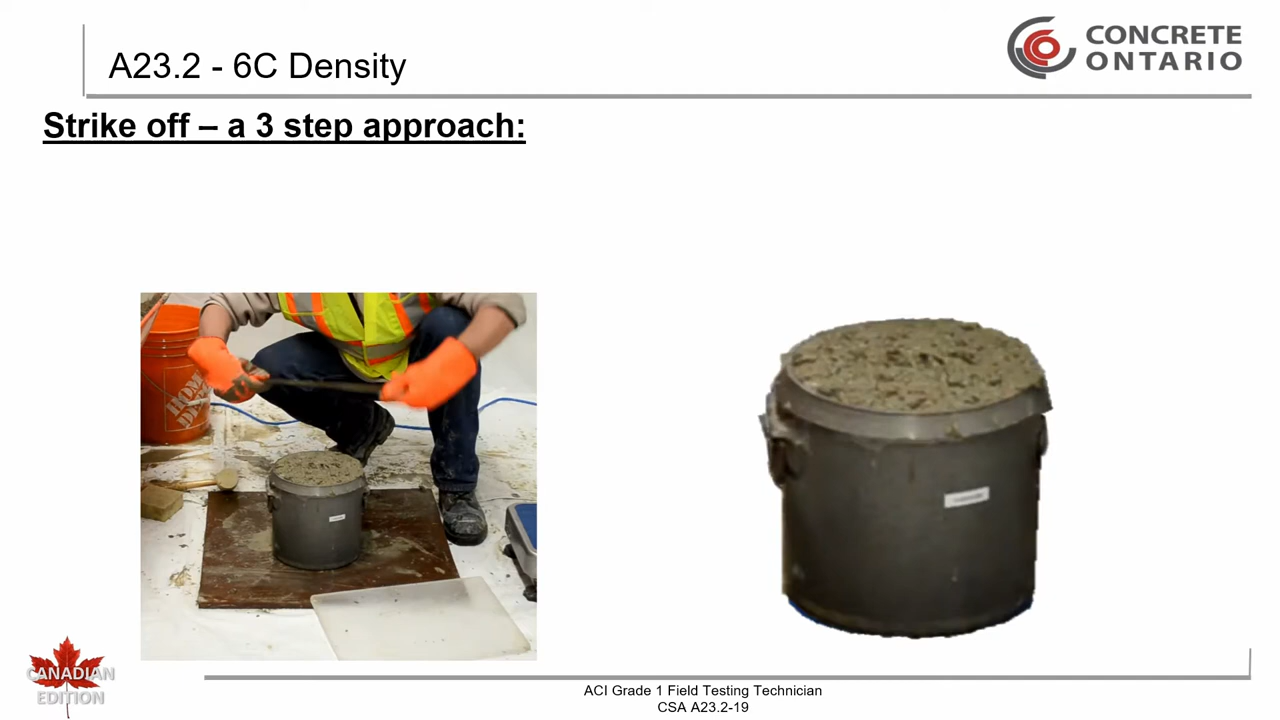 A23.2 - 6C Density
CONCRETE
ONTARIO
Strike off – a 3 step approach:
CANADIAN
EDITION
ACI Grade 1 Field Testing Technician
CSA A23.2-19